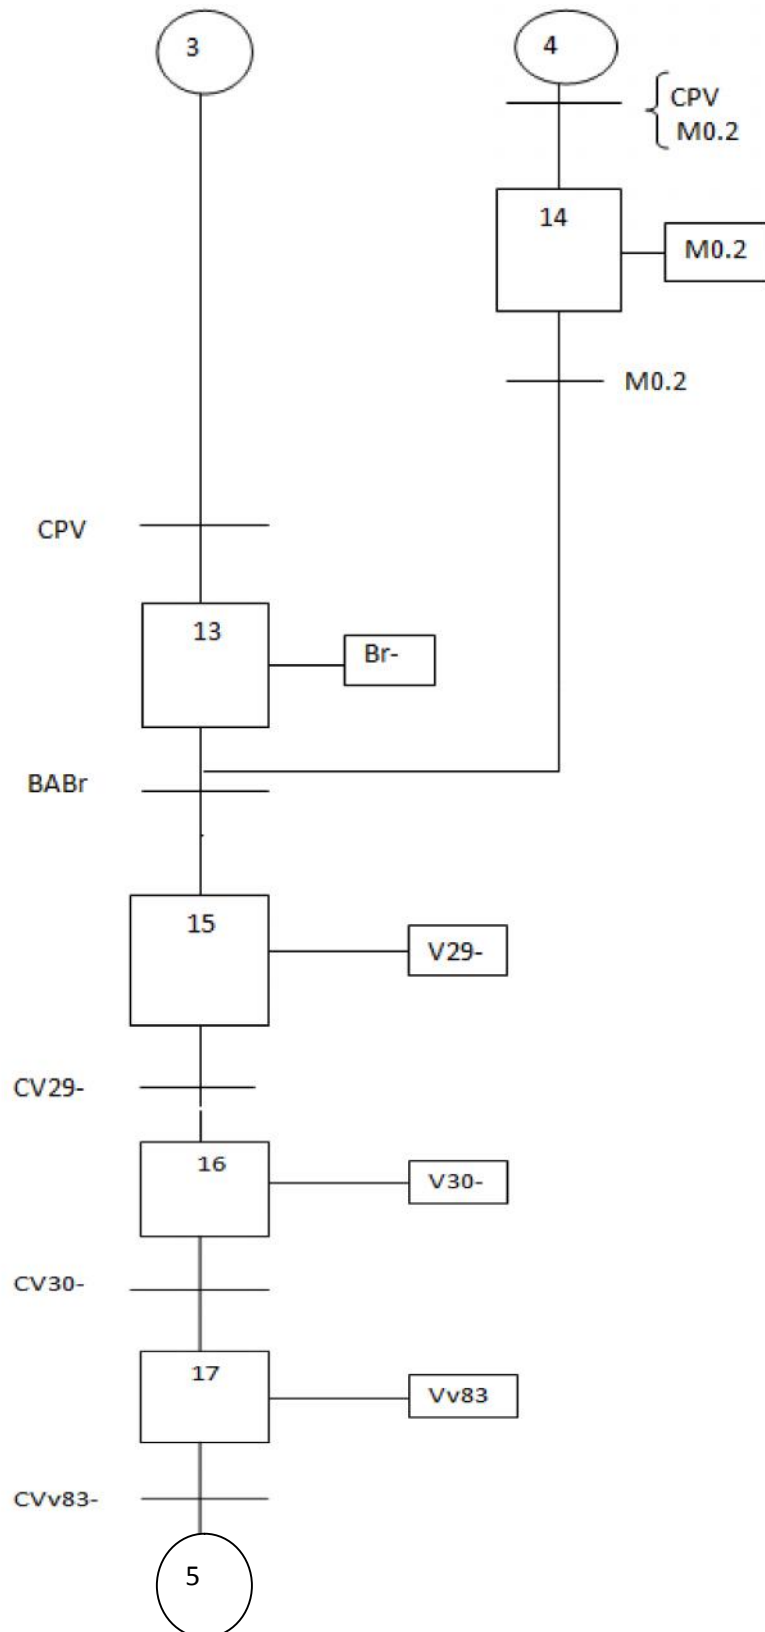 3
4
CPV
M0.2
14
M0.2
M0.2
CPV
13
Br-
BABr
15
V29-
CV29-
16
V30-
CV30-
17
Vv83
CVv83-
5